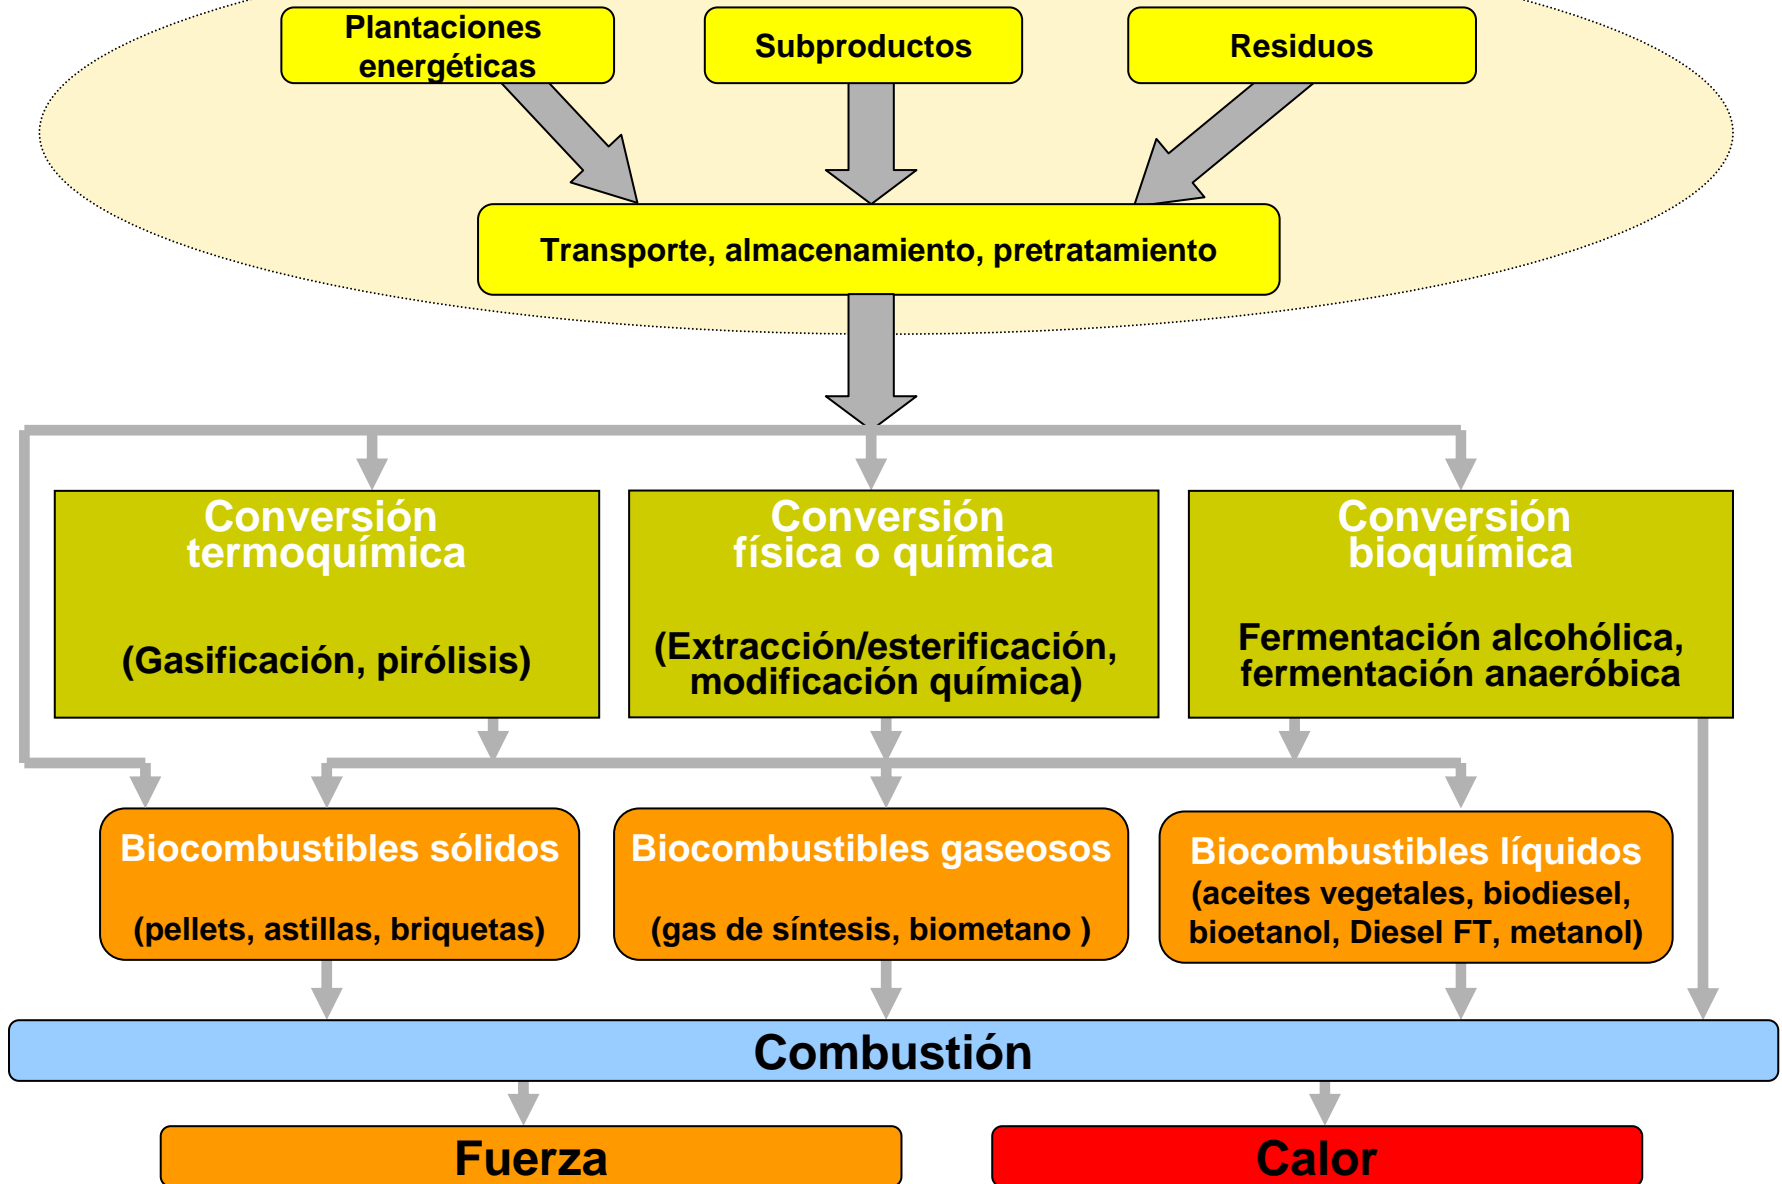 Plantaciones
energéticas
Subproductos
Residuos
Transporte, almacenamiento, pretratamiento
Conversión
termoquímica
(Gasificación, pirólisis)
Conversión
física o química
(Extracción/esterificación,
modificación química)
Conversión
bioquímica
Fermentación alcohólica,
fermentación anaeróbica
Biocombustibles sólidos
(pellets, astillas, briquetas)
Biocombustibles gaseosos
(gas de síntesis, biometano )
Biocombustibles líquidos
(aceites vegetales, biodiesel,
bioetanol, Diesel FT, metanol)
Combustión
Fuerza
Calor